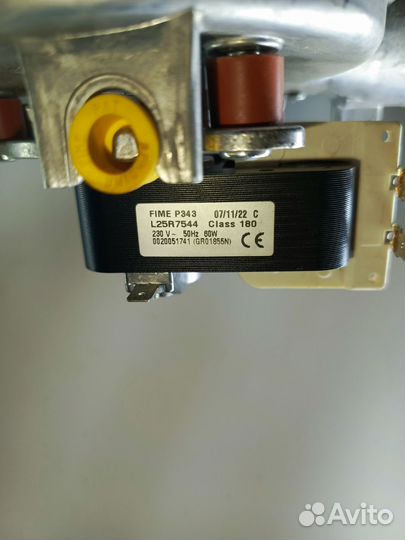 FIME P343 07/11/22 C
L25R7544 Class 180
230 V~ 50Hz 60W
0020051741 (GR01855N)
CE
Avito